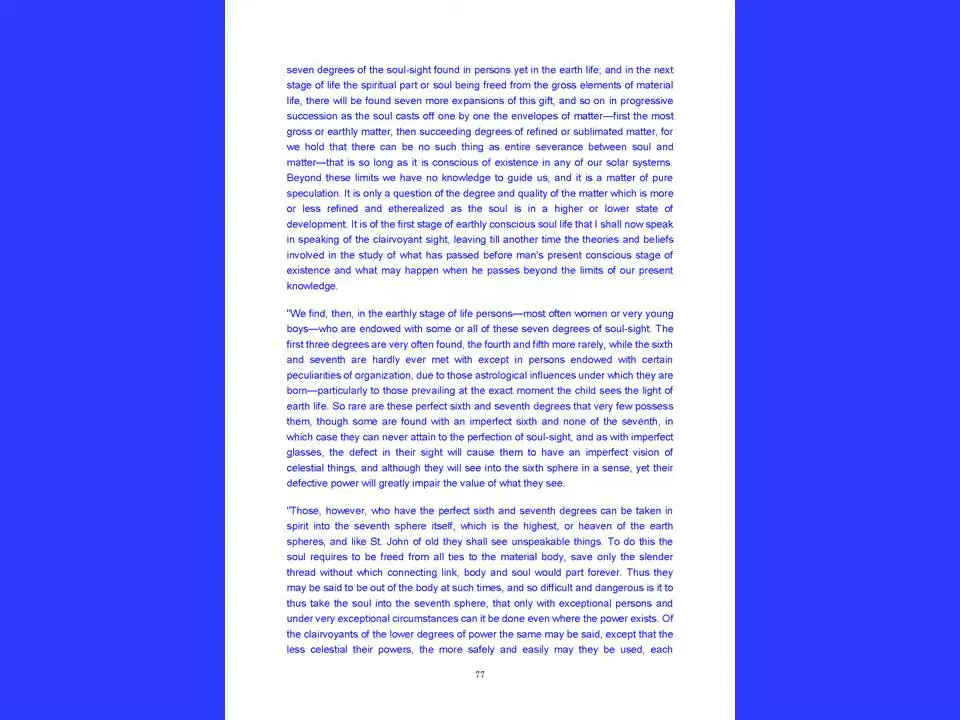 seven degrees of the soul-sight found in persons yet in the earth life; and in the next
stage of life the spiritual part or soul being freed from the gross elements of material
life, there will be found seven more expansions of this gift, and so on in progressive
succession as the soul casts off one by one the envelopes of matter—first the most
gross or earthly matter, then succeeding degrees of refined or sublimated matter, for
we hold that there can be no such thing as entire severance between soul and
matter—that is so long as it is conscious of existence in any of our solar systems.
Beyond these limits we have no knowledge to guide us, and it is a matter of pure
speculation. It is only a question of the degree and quality of the matter which is more
or less refined and etherealized as the soul is in a higher or lower state of
development. It is of the first stage of earthly conscious soul life that I shall now speak
in speaking of the clairvoyant sight, leaving till another time the theories and beliefs
involved in the study of what has passed before man's present conscious stage of
existence and what may happen when he passes beyond the limits of our present
knowledge.
"We find, then, in the earthly stage of life persons—most often women or very young
boys—who are endowed with some or all of these seven degrees of soul-sight. The
first three degrees are very often found, the fourth and fifth more rarely, while the sixth
and seventh are hardly ever met with except in persons endowed with certain
peculiarities of organization, due to those astrological influences under which they are
born—particularly to those prevailing at the exact moment the child sees the light of
earth life. So rare are these perfect sixth and seventh degrees that very few possess
them, though some are found with an imperfect sixth and none of the seventh, in
which case they can never attain to the perfection of soul-sight, and as with imperfect
glasses, the defect in their sight will cause them to have an imperfect vision of
celestial things, and although they will see into the sixth sphere in a sense, yet their
defective power will greatly impair the value of what they see.
"Those, however, who have the perfect sixth and seventh degrees can be taken in
spirit into the seventh sphere itself, which is the highest, or heaven of the earth
spheres, and like St. John of old they shall see unspeakable things. To do this the
soul requires to be freed from all ties to the material body, save only the slender
thread without which connecting link, body and soul would part forever. Thus they
may be said to be out of the body at such times, and so difficult and dangerous is it to
thus take the soul into the seventh sphere, that only with exceptional persons and
under very exceptional circumstances can it be done even where the power exists. Of
the clairvoyants of the lower degrees of power the same may be said, except that the
less celestial their powers, the more safely and easily may they be used, each
77